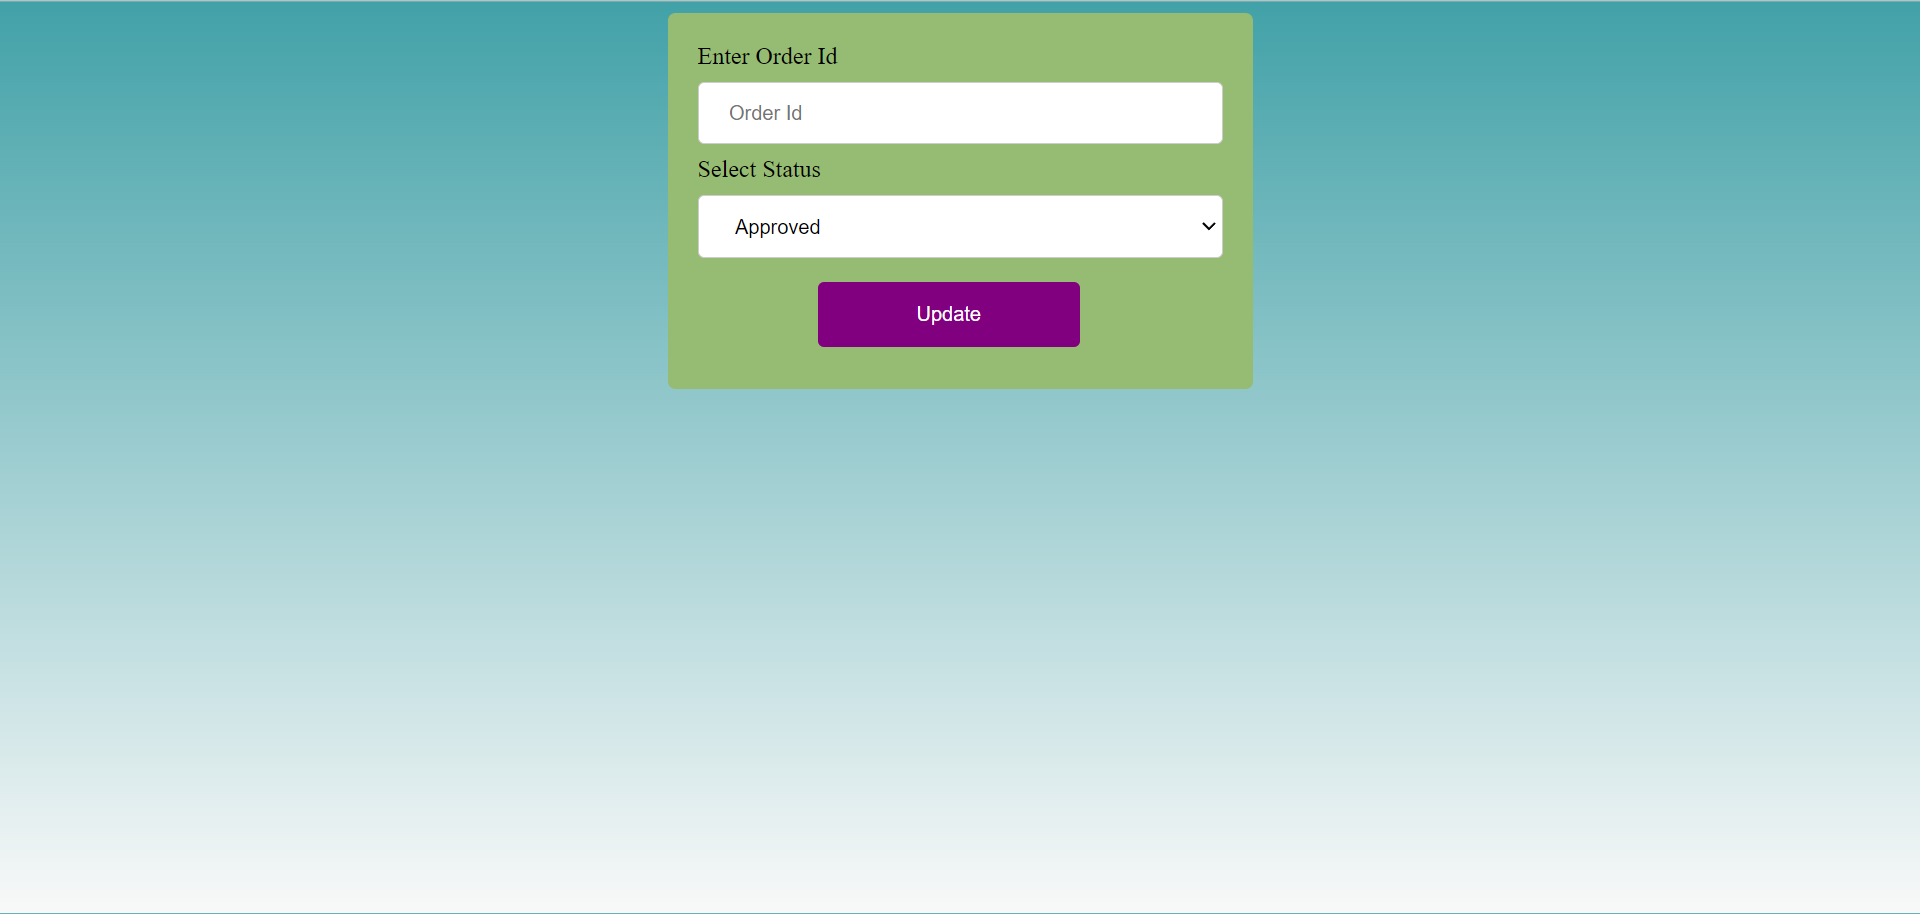 Enter Order Id
Order Id
Select Status
Approved
Update